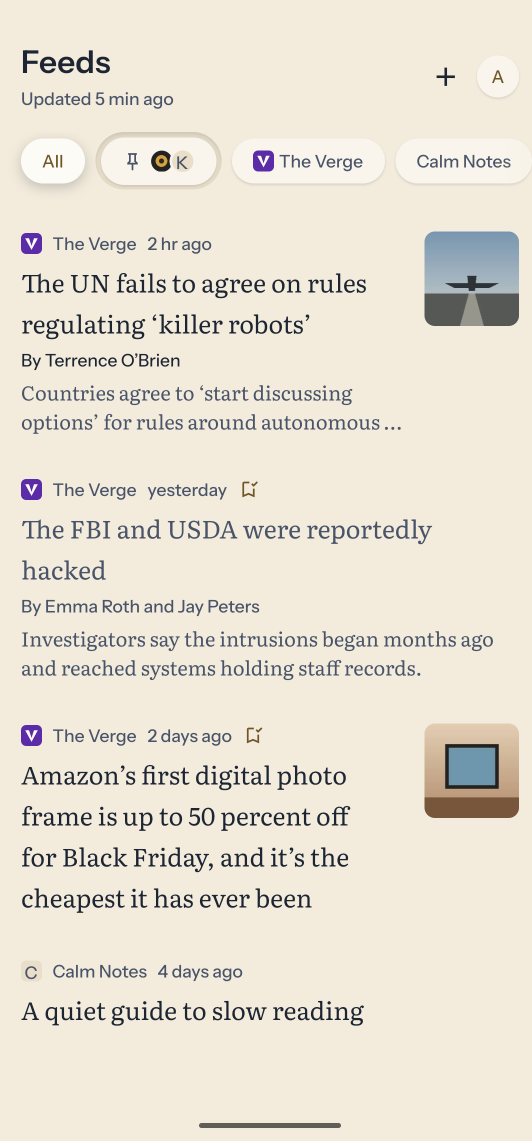 Feeds
Updated 5 min ago
A
All
K
The Verge
Calm Notes
The Verge 2 hr ago
The UN fails to agree on rules
regulating ‘killer robots’
By Terrence O’Brien
Countries agree to ‘start discussing
options’ for rules around autonomous…
The Verge yesterday
The FBI and USDA were reportedly
hacked
By Emma Roth and Jay Peters
Investigators say the intrusions began months ago
and reached systems holding staff records.
The Verge 2 days ago
Amazon’s first digital photo
frame is up to 50 percent off
for Black Friday, and it’s the
cheapest it has ever been
C Calm Notes 4 days ago
A quiet guide to slow reading